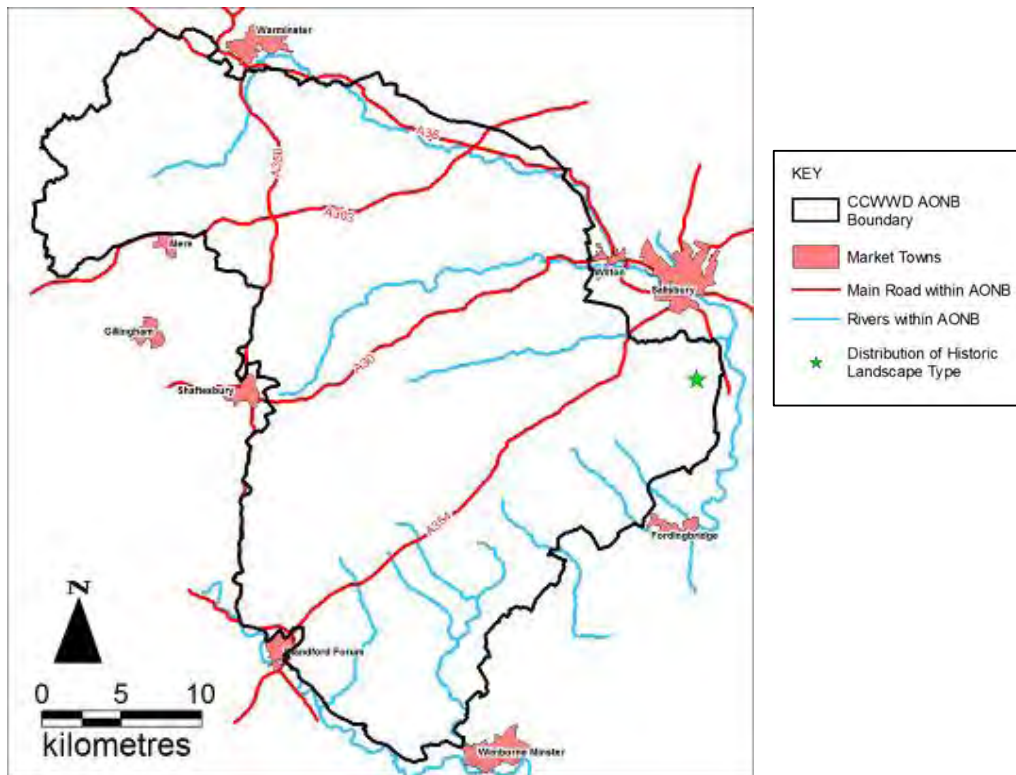 Warminster
A36
A350
A303
Mere
Wilton
Salisbury
Gillingham
A30
Shaftesbury
A354
Fordingbridge
Blandford Forum
Wimborne Minster
N
0 5 10
kilometres
KEY
CCWWD AONB
Boundary
Market Towns
Main Road within AONB
Rivers within AONB
Distribution of Historic
Landscape Type